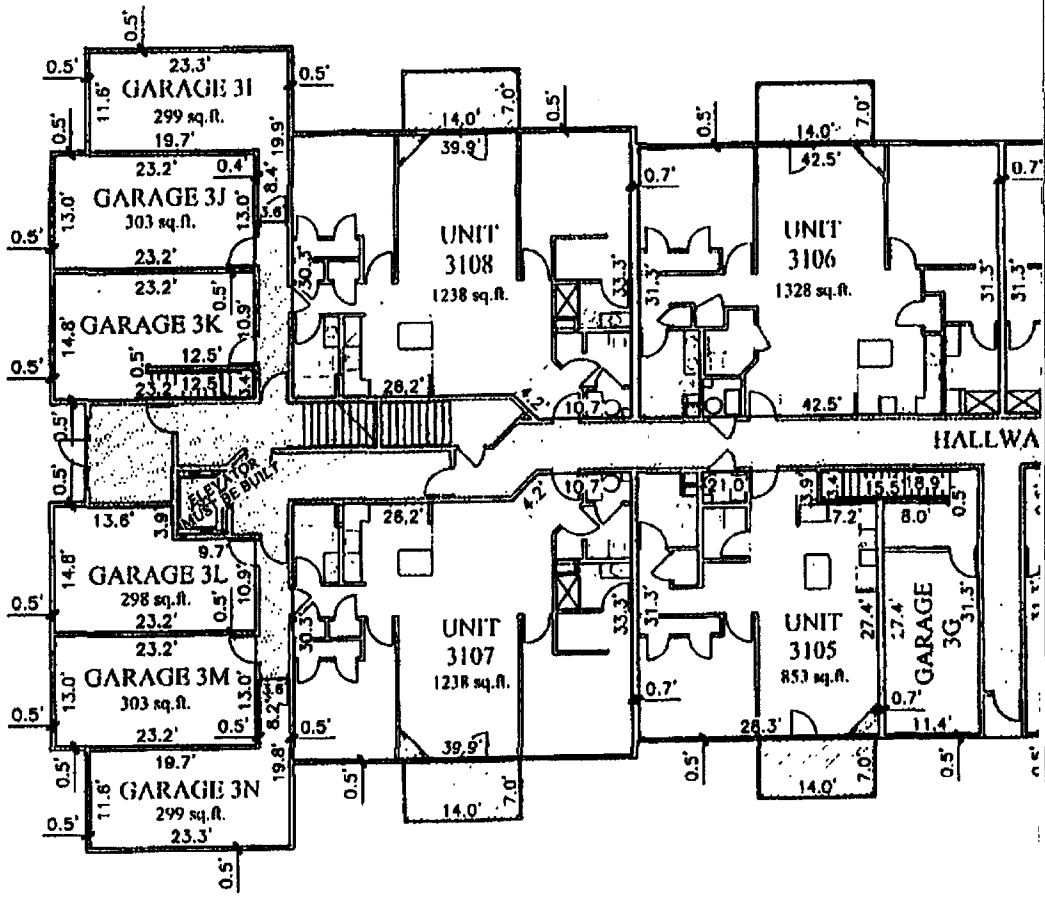 0.5'
0.5' 23.3' 0.5'
11.6' GARAGE 3I
299 sq.ft.
19.7'
19.9'
0.5' 23.2' 0.4'
8.4'
GARAGE 3J
303 sq.ft.
13.0' 13.0' 3.6'
0.5' 23.2'
23.2'
0.5'
GARAGE 3K
14.8' 10.9'
12.5'
0.5' 0.5' 12.5'
23.2' 3.4'
0.5'
0.5'
13.6' 3.9'
ELEVATOR
MUST BE BUILT
9.7'
GARAGE 3L
298 sq.ft.
14.8' 10.9'
0.5' 23.2' 0.5'
23.2'
GARAGE 3M
303 sq.ft.
13.0' 13.0'
8.2'
0.5' 23.2' 0.5' 0.5'
0.5' 19.7' 19.8'
GARAGE 3N
299 sq.ft.
11.6'
0.5' 23.3'
0.5'
14.0' 7.0' 0.5'
39.9'
0.7'
UNIT
3108
1238 sq.ft.
30.3' 33.3'
26.2' 4.2' 10.7'
14.0' 7.0' 0.5'
42.5'
0.7'
UNIT
3106
1328 sq.ft.
31.3' 31.3' 31.3'
42.5'
HALLWA
26.2' 4.2' 10.7'
UNIT
3107
1238 sq.ft.
30.3' 33.3'
39.9'
0.5' 14.0' 7.0'
0.7'
21.0' 3.9' 3.4' 15.5' 18.9' 0.5'
7.2' 8.0'
UNIT
3105
853 sq.ft.
31.3' 27.4' 27.4' 31.3'
GARAGE
3G
0.7'
28.3' 11.4'
0.5' 14.0' 7.0' 0.5'